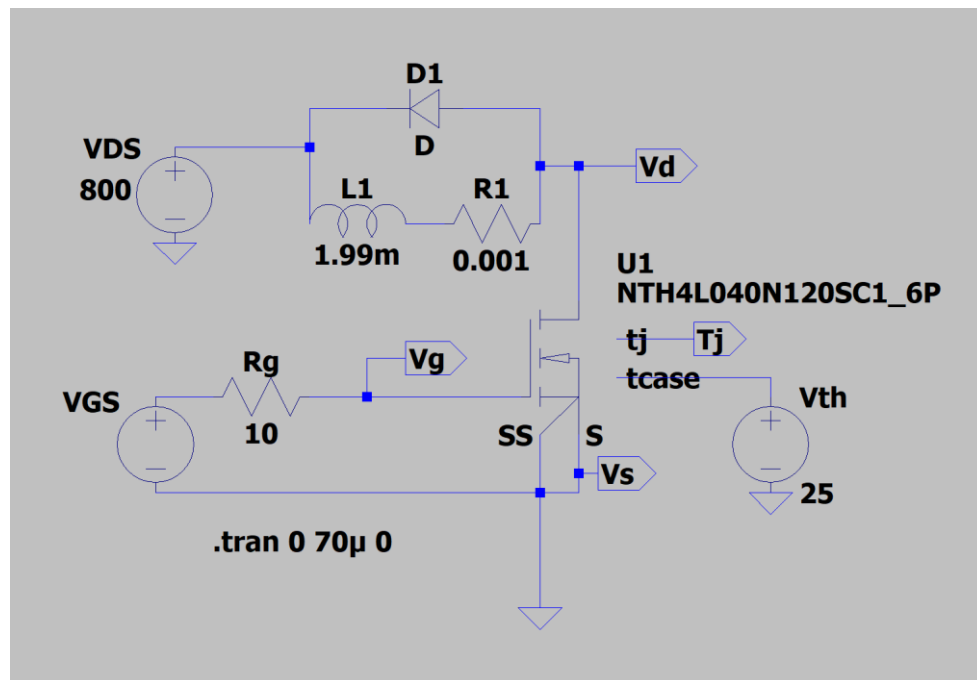 D1
D
VDS
800
L1
1.99m
R1
0.001
Vd
U1
NTH4L040N120SC1_6P
tj
Tj
tcase
Rg
10
Vg
VGS
SS
S
Vs
Vth
25
.tran 0 70µ 0